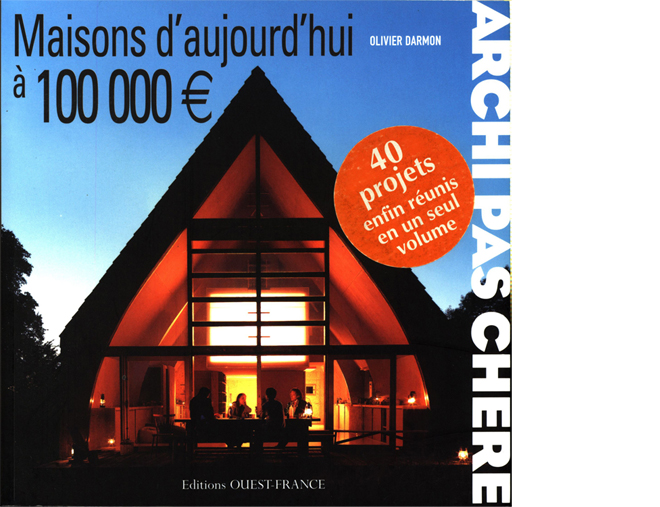 Maisons d'aujourd'hui
à 100 000 €
OLIVIER DARMON
40
projets
enfin réunis
en un seul
volume
ARCHI PAS CHERE
Editions OUEST-FRANCE